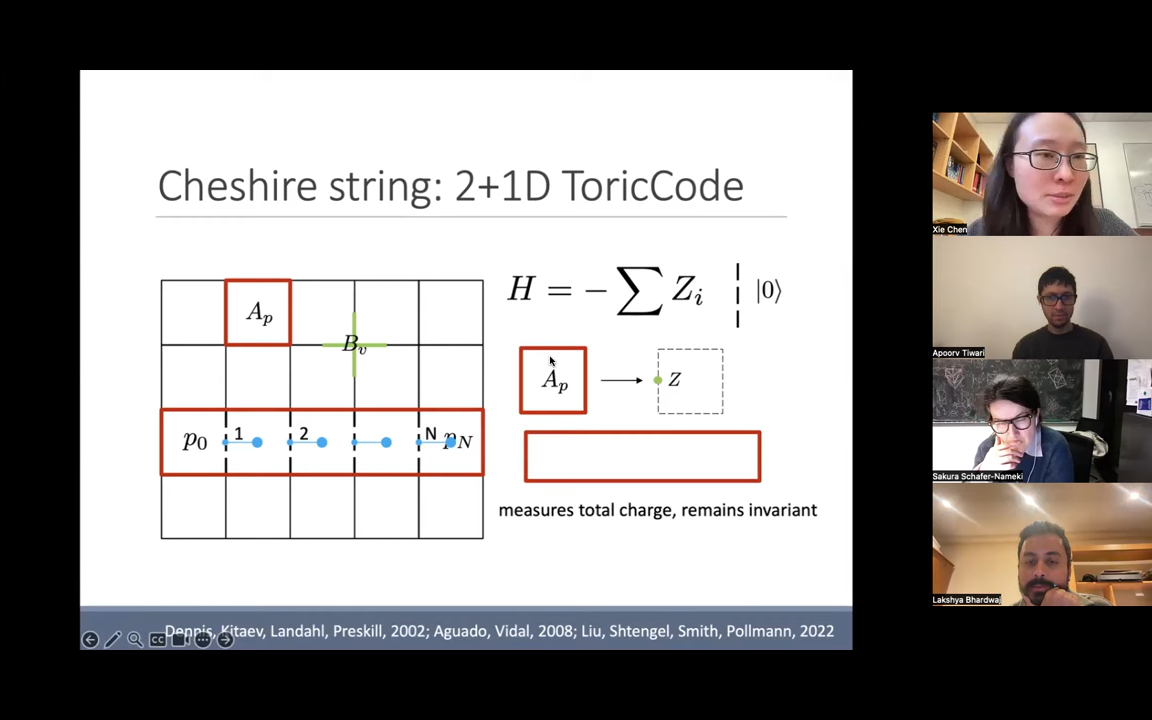 Cheshire string: 2+1D ToricCode
A_p
B_v
p_0 1 2 N p_N
H = − ∑ Z_i |0⟩
A_p → Z
measures total charge, remains invariant
Dennis, Kitaev, Landahl, Preskill, 2002; Aguado, Vidal, 2008; Liu, Shtengel, Smith, Pollmann, 2022
CC
Xie Chen
Apoorv Tiwari
Sakura Schafer-Nameki
Lakshya Bhardwaj